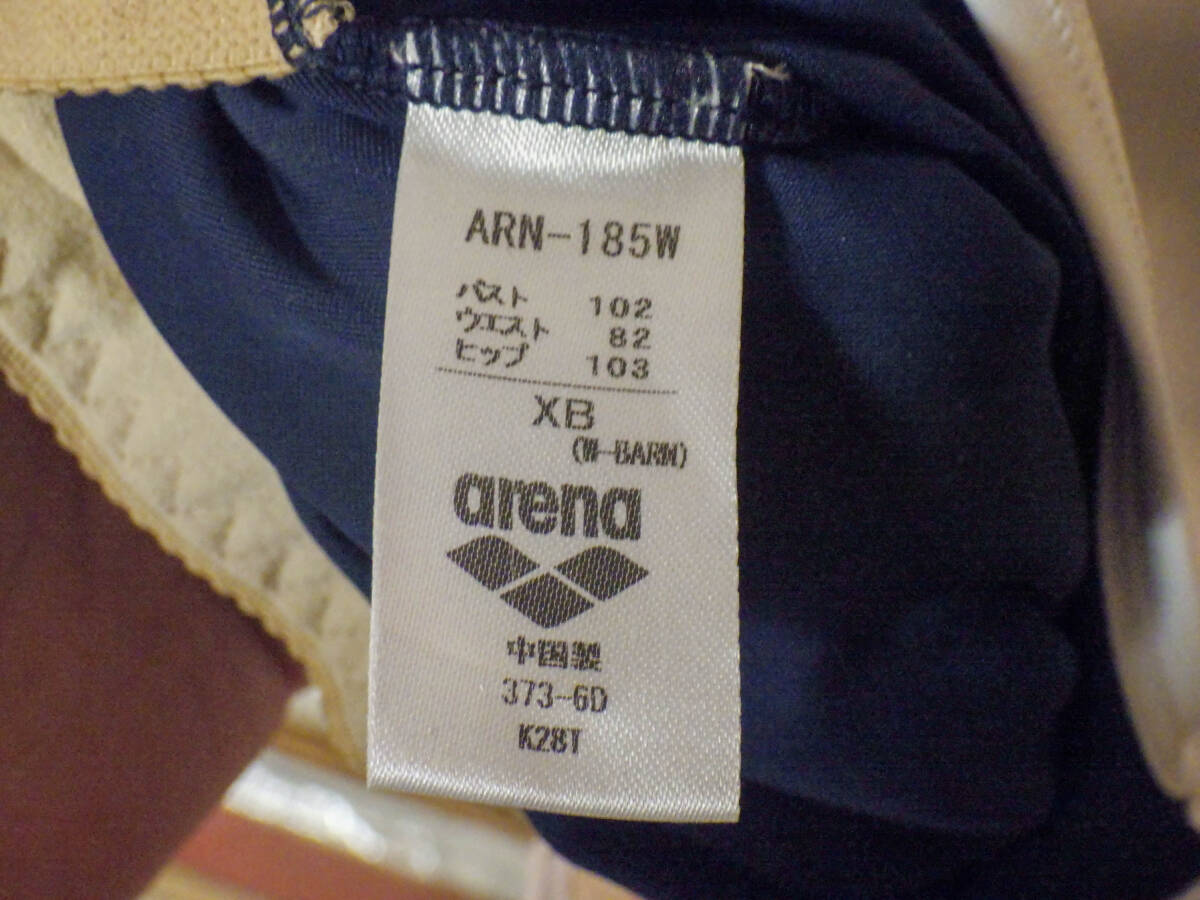 ARN-185W
バスト 102
ウエスト 82
ヒップ 103
XB
(W-BARN)
arena
中国製
373-6D
K28T